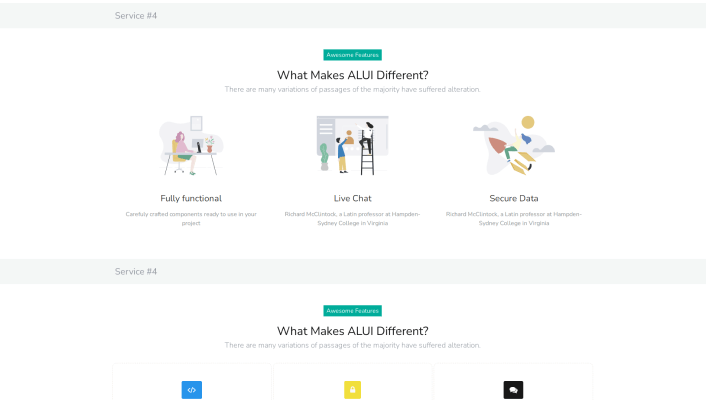 Service #4
Awesome Features
What Makes ALUI Different?
There are many variations of passages of the majority have suffered alteration.
Fully functional
Live Chat
Secure Data
Carefuly crafted components ready to use in your
project
Richard McClintock, a Latin professor at Hampden-
Sydney College in Virginia
Richard McClintock, a Latin professor at Hampden-
Sydney College in Virginia
Service #4
Awesome Features
What Makes ALUI Different?
There are many variations of passages of the majority have suffered alteration.